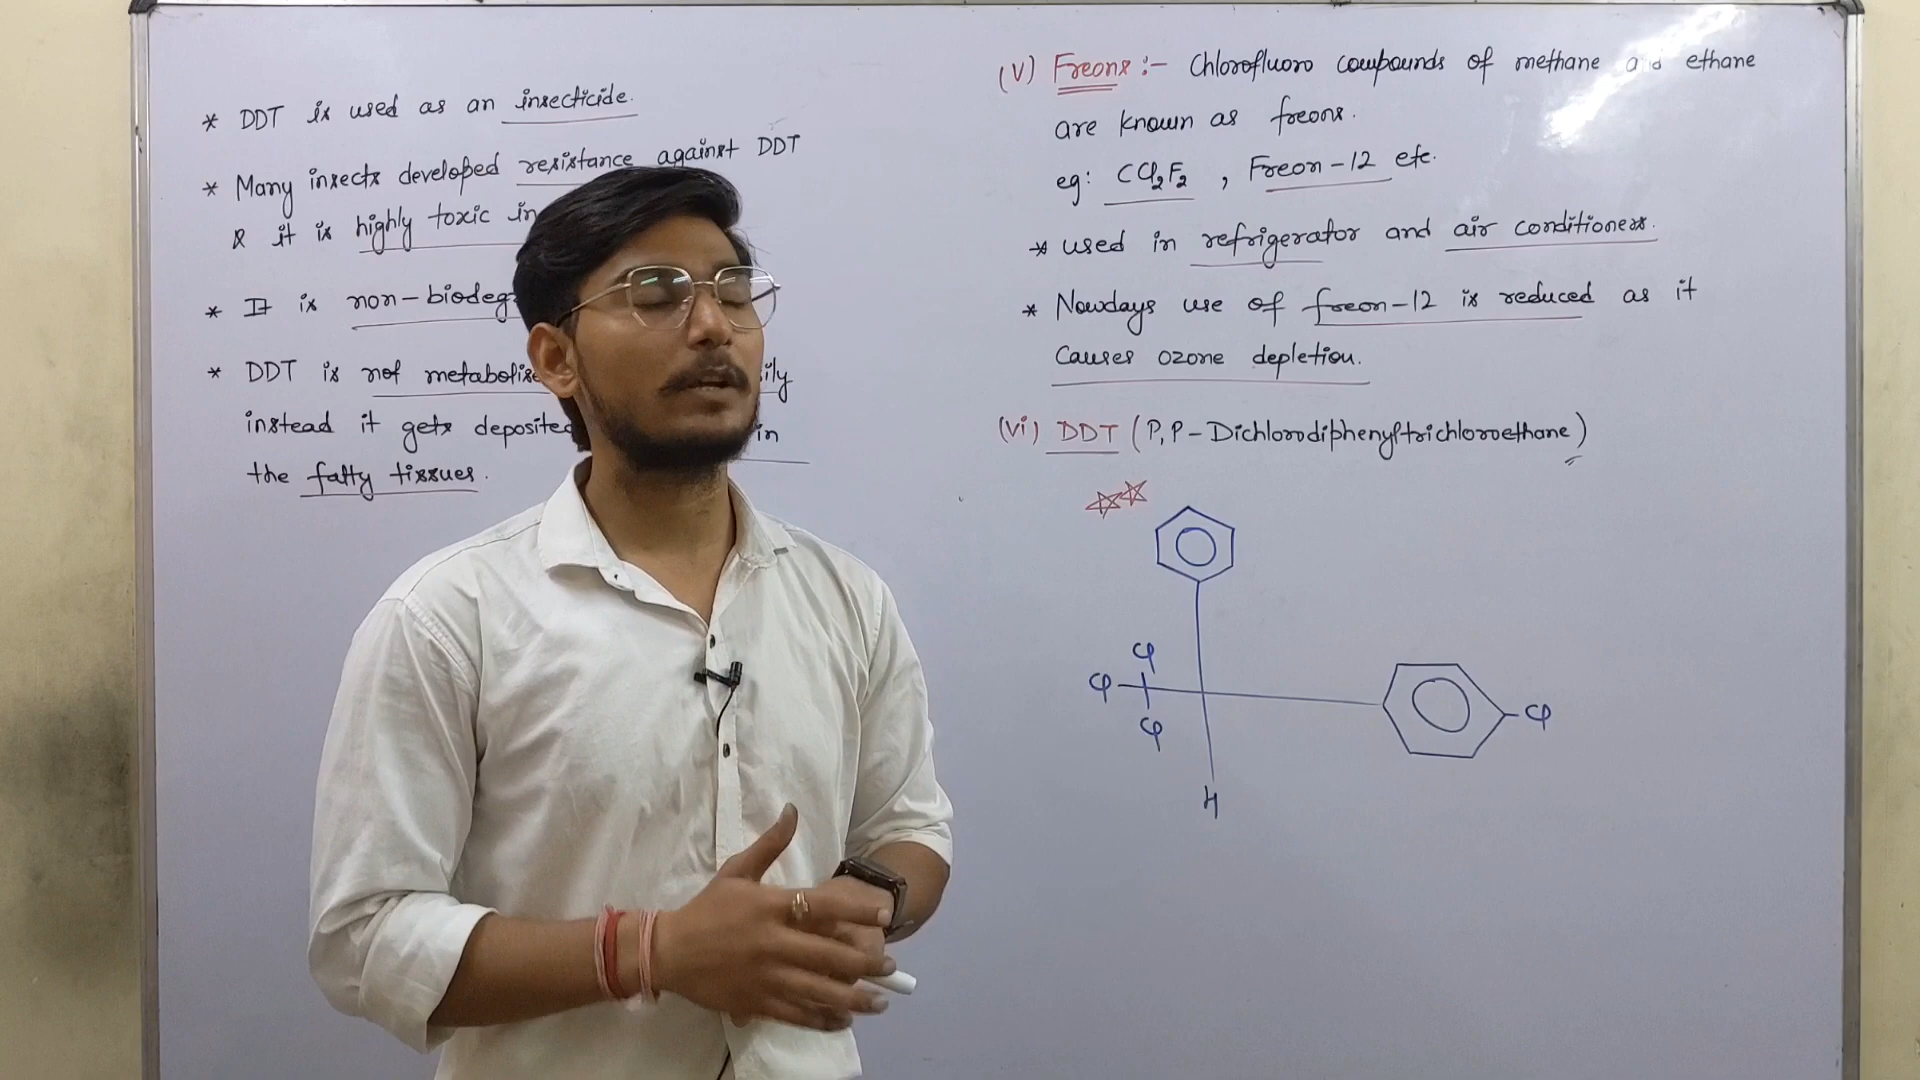 * DDT is used as an insecticide.
* Many insects developed resistance against DDT
& it is highly toxic in
* It is non-biodeg
* DDT is not metabolise ily
instead it gets deposited in
the fatty tissues.
(V) Freons :- Chlorofluoro compounds of methane and ethane
are known as freons.
eg: CCl2F2 , Freon-12 etc.
* used in refrigerator and air conditioners.
* Nowdays use of freon-12 is reduced as it
causes ozone depletion.
(vi) DDT (P,P-Dichlorodiphenyltrichloroethane)
Cl
Cl
Cl
Cl
H